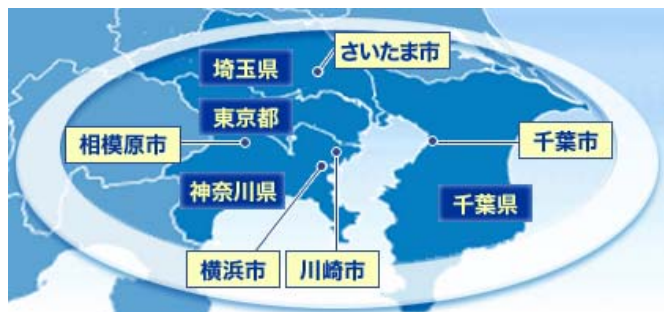 さいたま市
埼玉県
東京都
相模原市
千葉市
神奈川県
千葉県
横浜市
川崎市